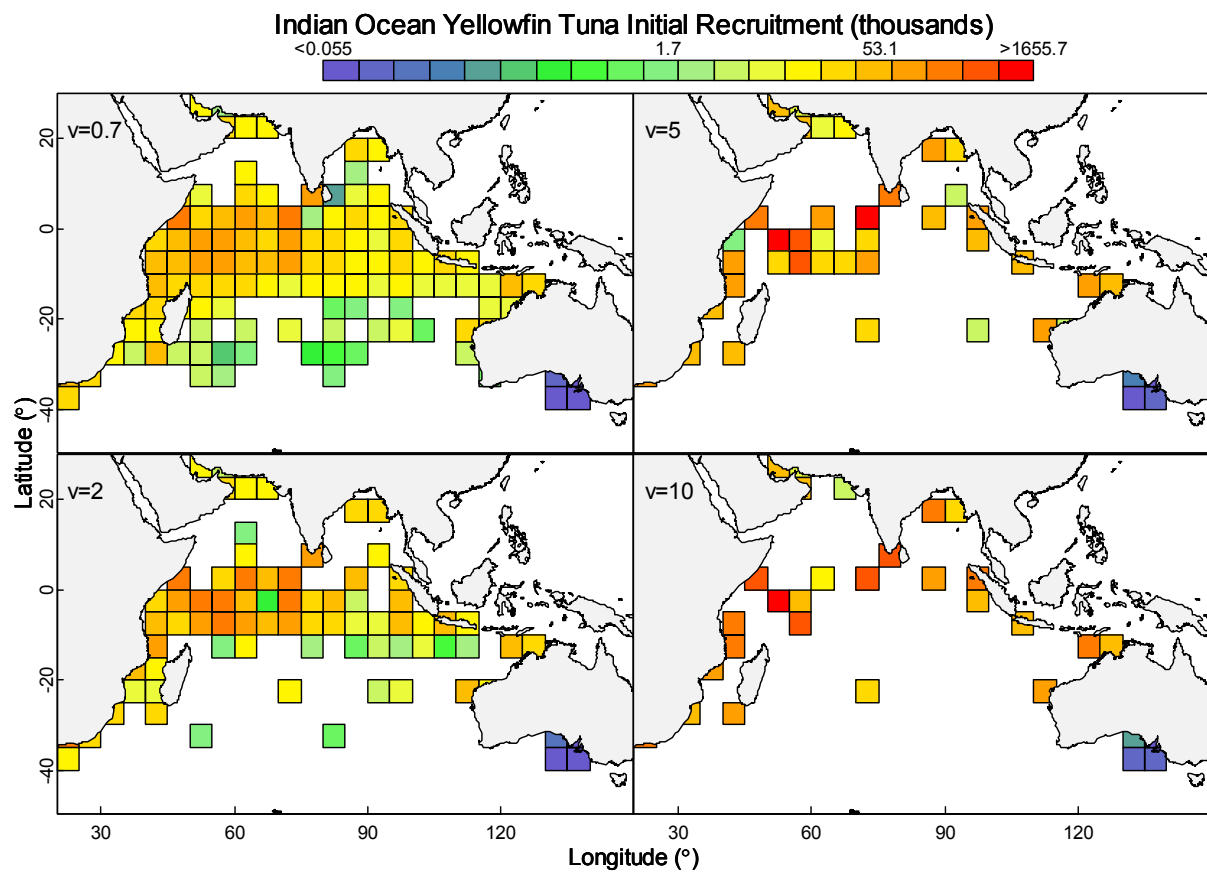 Indian Ocean Yellowfin Tuna Initial Recruitment (thousands)
<0.055 1.7 53.1 >1655.7
v=0.7 v=5
20
0
20
-40
v=2 v=10
20
0
-20
-40
Latitude (°)
30 60 90 120 30 60 90 120
Longitude (°)